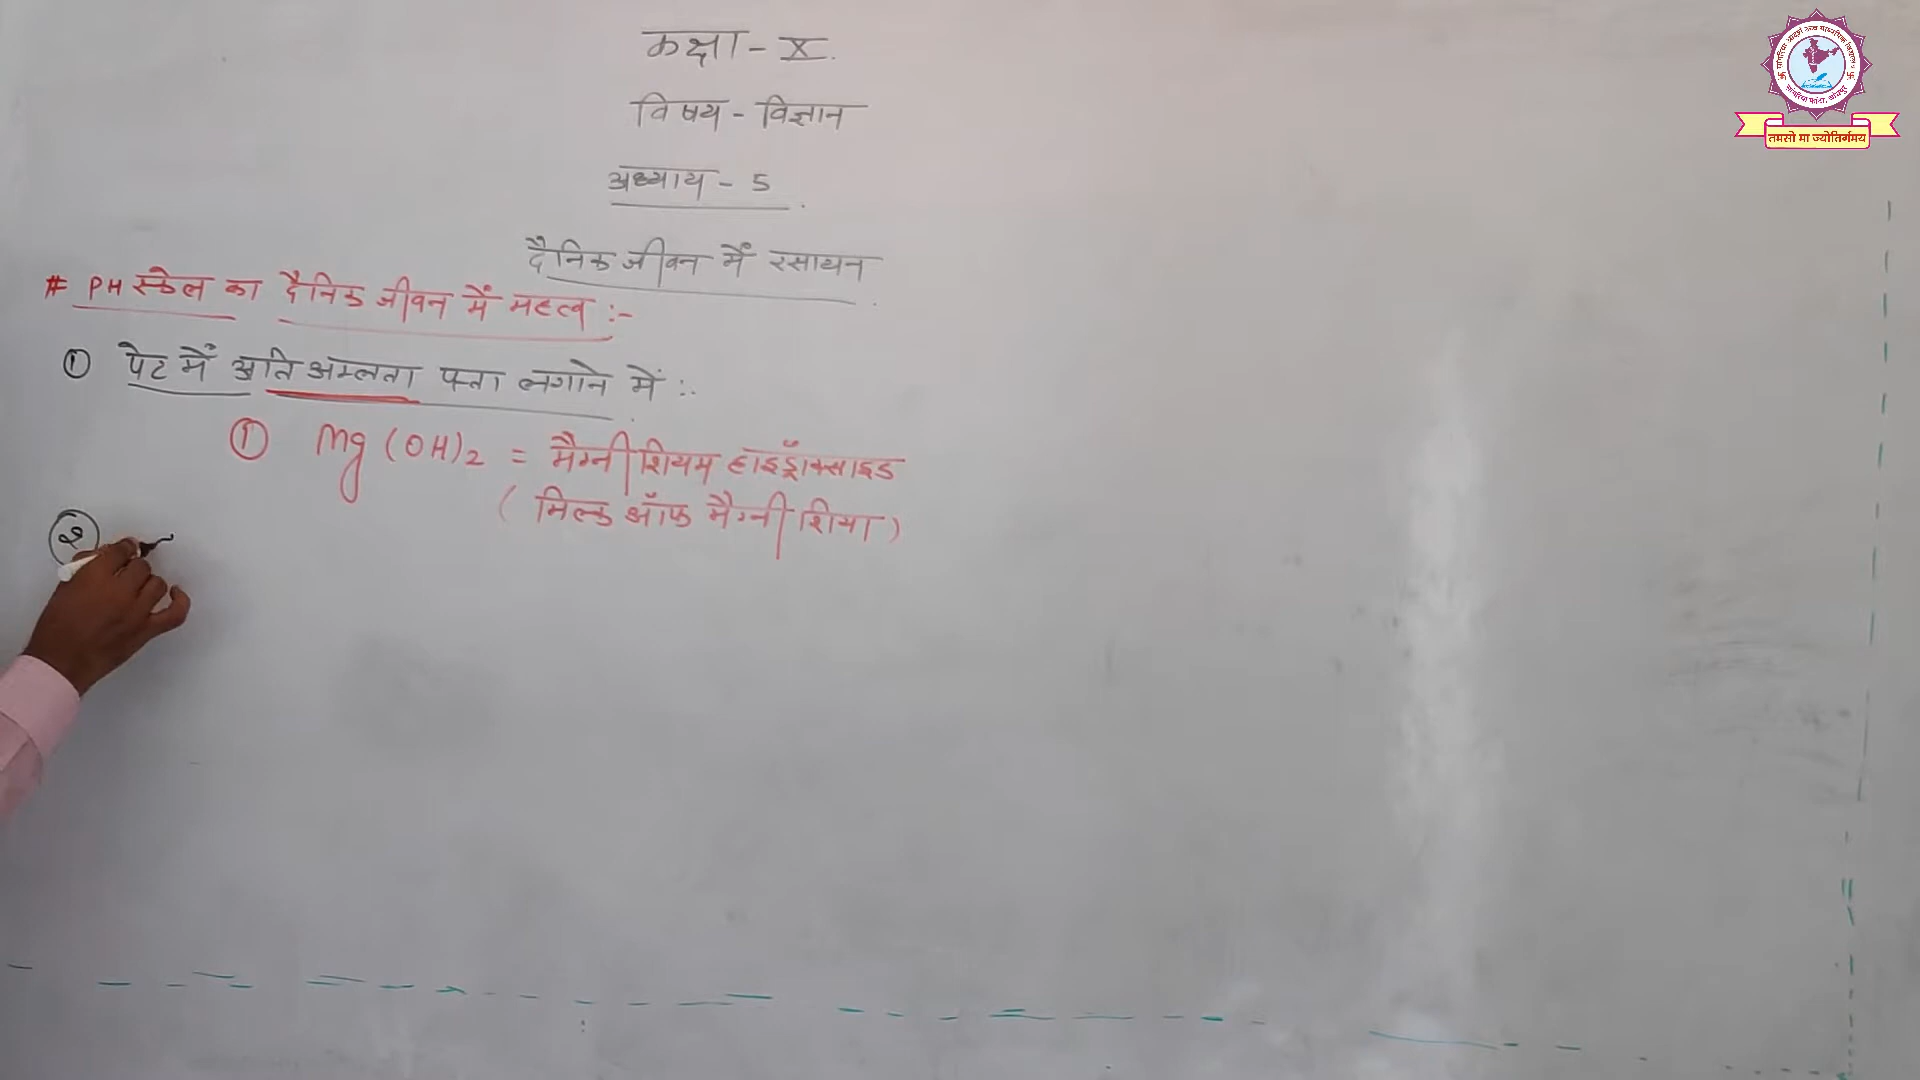 कक्षा - X.
विषय - विज्ञान
अध्याय - 5
दैनिक जीवन में रसायन
# PH स्केल का दैनिक जीवन में महत्व :-
① पेट में अति अम्लता पता लगाने में :-
① Mg(OH)2 = मैग्नीशियम हाइड्रॉक्साइड
(मिल्क ऑफ मैग्नीशिया)
२
तमसो मा ज्योतिर्गमय